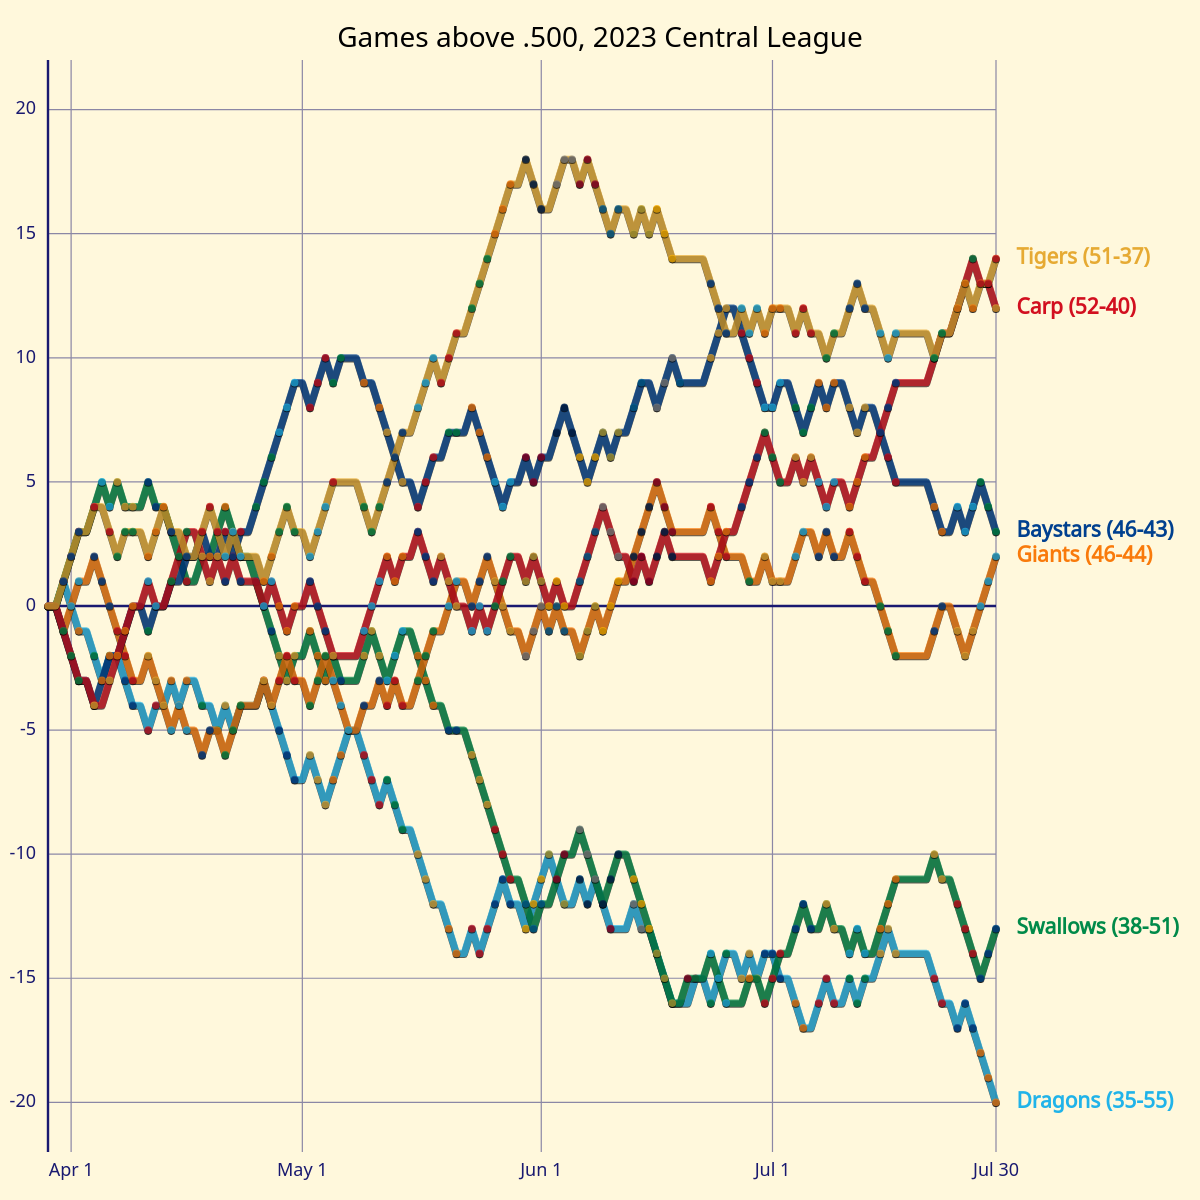 Games above .500, 2023 Central League
20
15
10
5
0
-5
-10
-15
-20
Tigers (51-37)
Carp (52-40)
Baystars (46-43)
Giants (46-44)
Swallows (38-51)
Dragons (35-55)
Apr 1
May 1
Jun 1
Jul 1
Jul 30